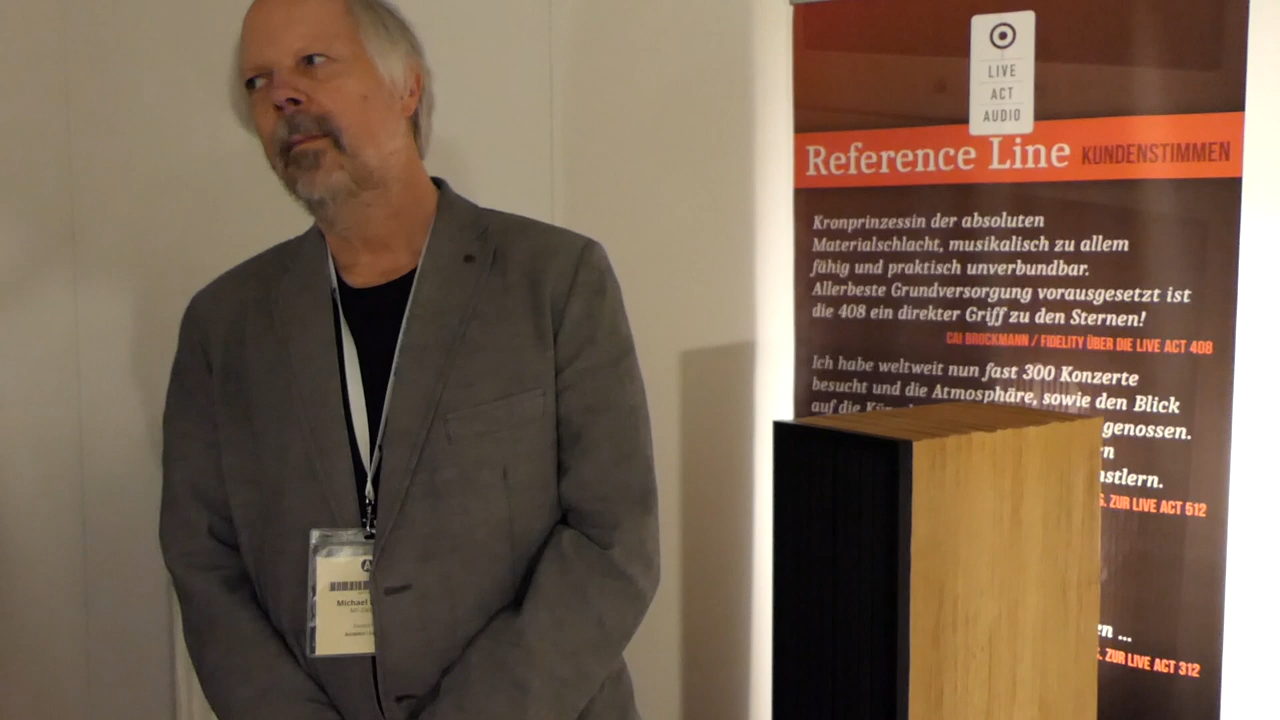 LIVE
ACT
AUDIO
Reference Line KUNDENSTIMMEN
Kronprinzessin der absoluten
Materialschlacht, musikalisch zu allem
fähig und praktisch unverbundbar.
Allerbeste Grundversorgung vorausgesetzt ist
die 408 ein direkter Griff zu den Sternen!
CAI BROCKMANN / FIDELITY ÜBER DIE LIVE ACT 408
Ich habe weltweit nun fast 300 Konzerte
besucht und die Atmosphäre, sowie den Blick
auf die
genossen.
ZUR LIVE ACT 512
ZUR LIVE ACT 312
Michael